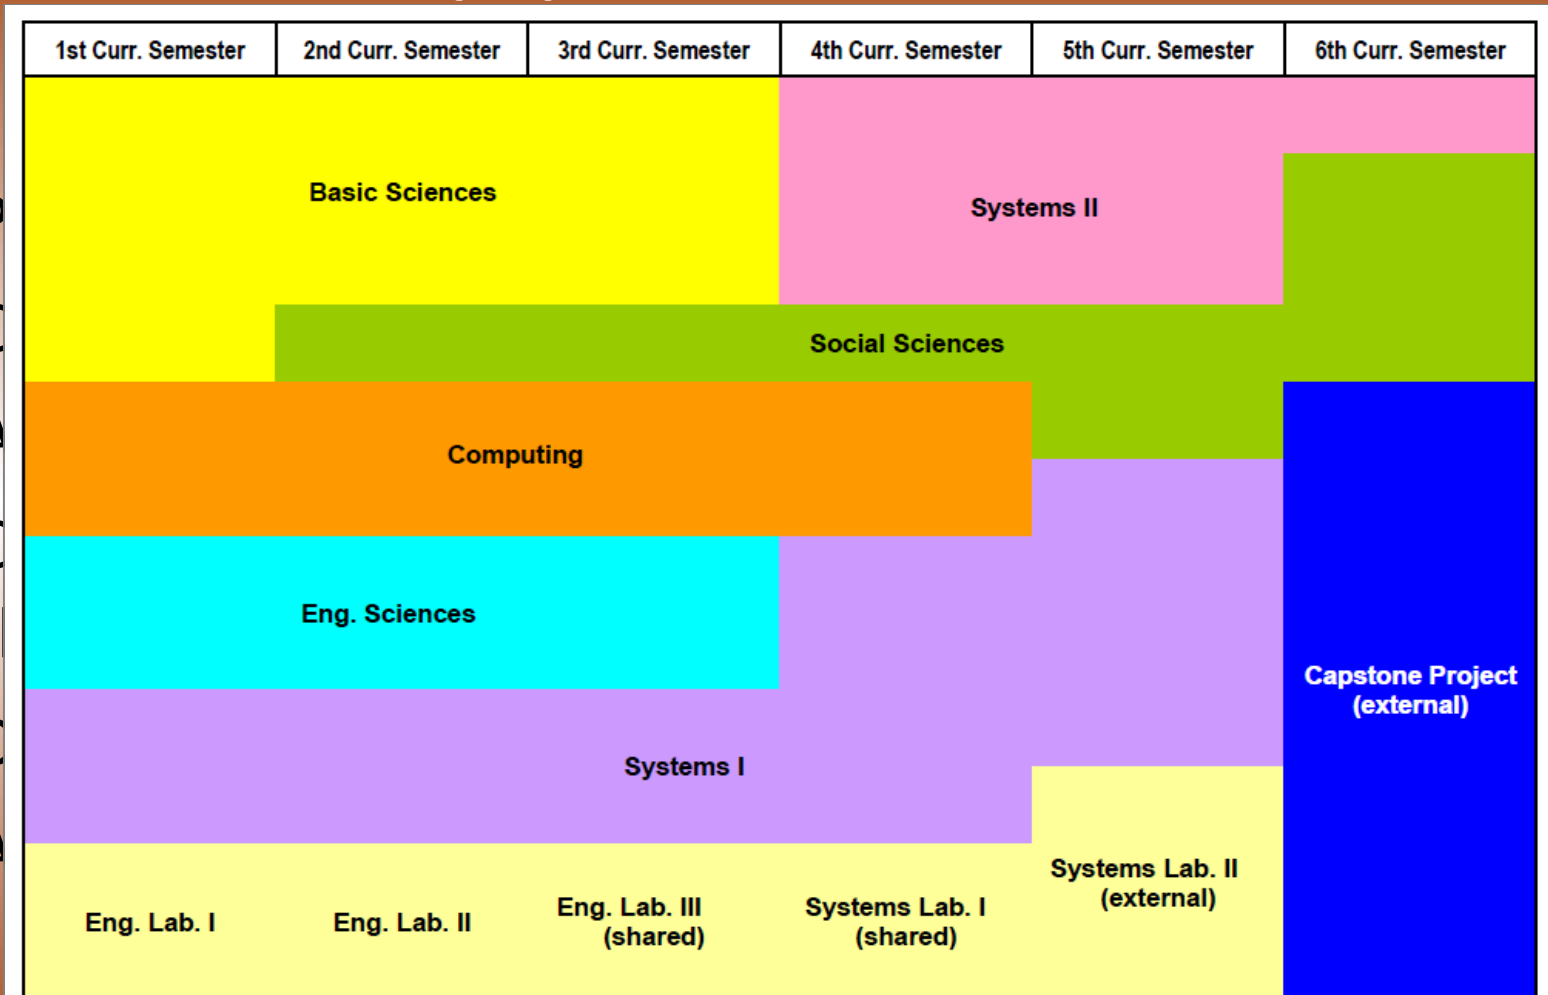 1st Curr. Semester
2nd Curr. Semester
3rd Curr. Semester
4th Curr. Semester
5th Curr. Semester
6th Curr. Semester
Basic Sciences
Systems II
Social Sciences
Computing
Eng. Sciences
Capstone Project
(external)
Systems I
Systems Lab. II
(external)
Eng. Lab. I
Eng. Lab. II
Eng. Lab. III
(shared)
Systems Lab. I
(shared)